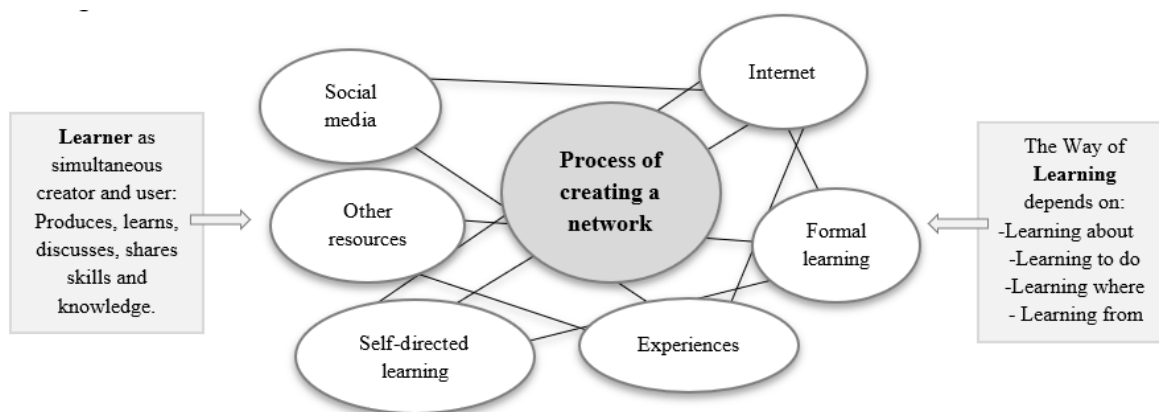 Learner as
simultaneous
creator and user:
Produces, learns,
discusses, shares
skills and
knowledge.
Social
media
Other
resources
Self-directed
learning
Process of
creating a
network
Internet
Formal
learning
Experiences
The Way of
Learning
depends on:
-Learning about
-Learning to do
-Learning where
- Learning from